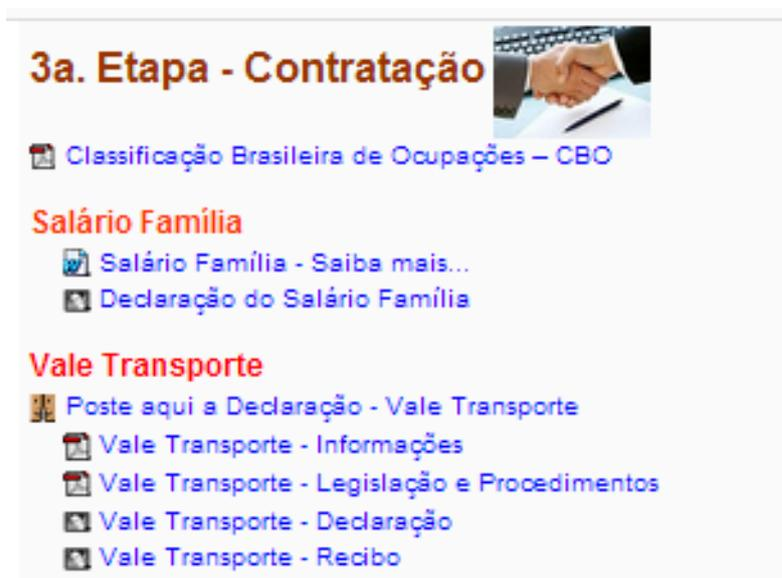 3a. Etapa - Contratação
Classificação Brasileira de Ocupações – CBO
Salário Família
Salário Família - Saiba mais...
Declaração do Salário Família
Vale Transporte
Poste aqui a Declaração - Vale Transporte
Vale Transporte - Informações
Vale Transporte - Legislação e Procedimentos
Vale Transporte - Declaração
Vale Transporte - Recibo